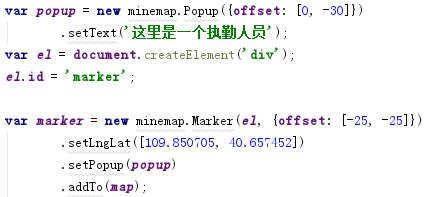 var popup = new minemap.Popup({offset: [0, -30]})
        .setText('这里是一个执勤人员');
var el = document.createElement('div');
el.id = 'marker';

var marker = new minemap.Marker(el, {offset: [-25, -25]})
        .setLngLat([109.850705, 40.657452])
        .setPopup(popup)
        .addTo(map);